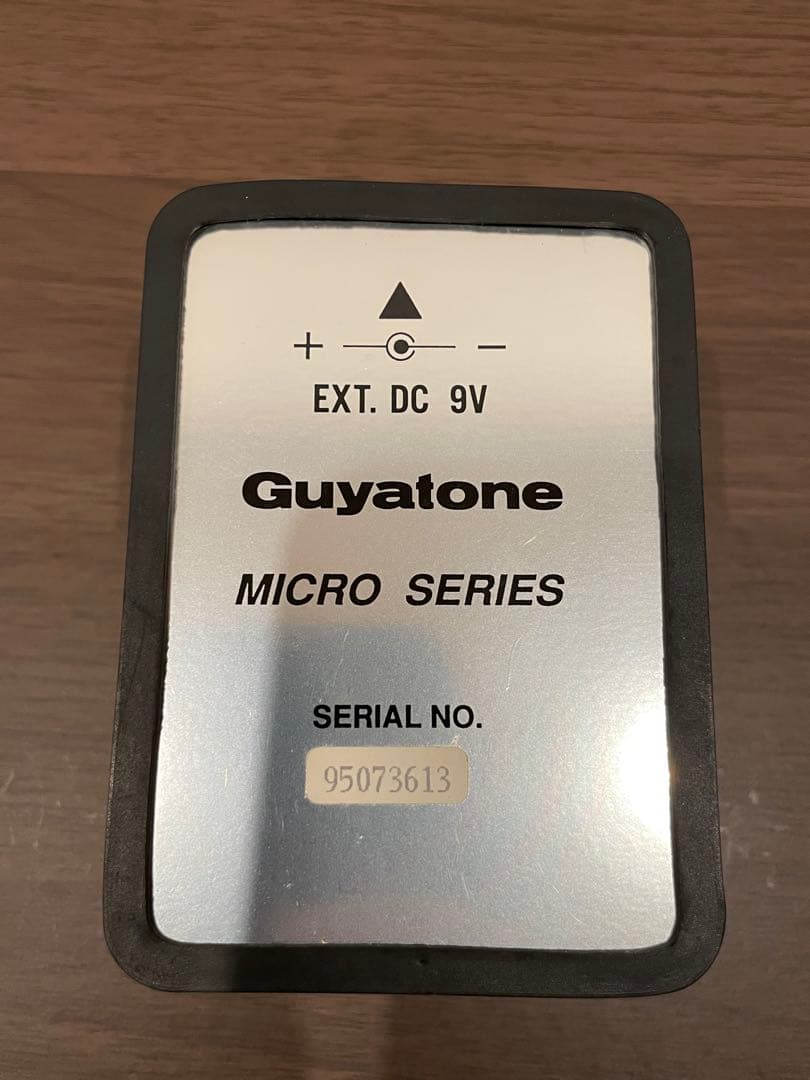 + −
EXT. DC 9V
Guyatone
MICRO SERIES
SERIAL NO.
95073613